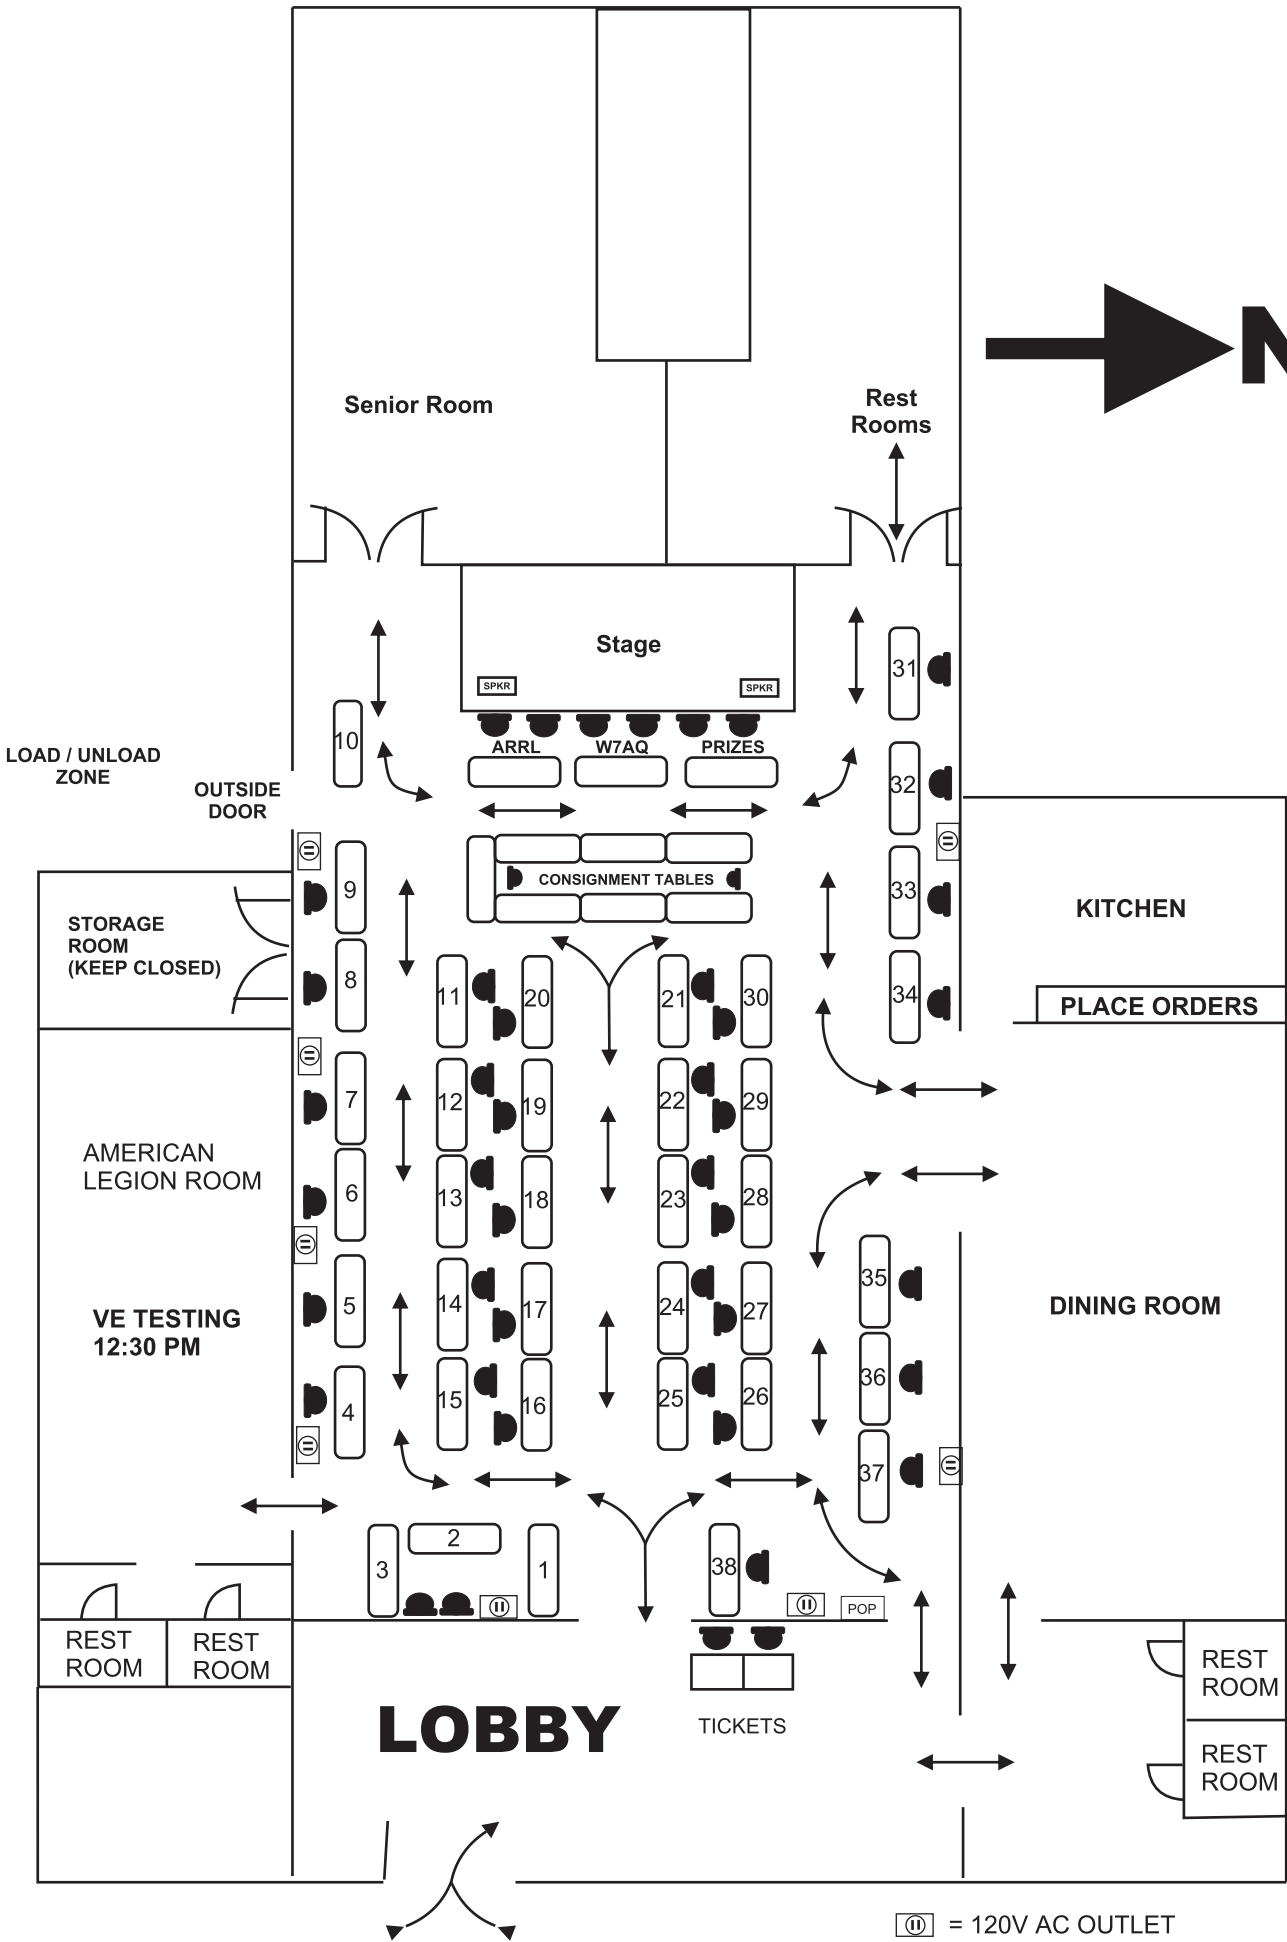 N
Senior Room
Rest
Rooms
Stage
SPKR
SPKR
31
10
ARRL
W7AQ
PRIZES
LOAD / UNLOAD
ZONE
OUTSIDE
DOOR
32
CONSIGNMENT TABLES
9
33
KITCHEN
STORAGE
ROOM
(KEEP CLOSED)
8
11
20
21
30
34
PLACE ORDERS
7
12
19
22
29
AMERICAN
LEGION ROOM
6
13
18
23
28
35
5
14
17
24
27
DINING ROOM
VE TESTING
12:30 PM
36
4
15
16
25
26
37
3
2
1
38
POP
REST
ROOM
REST
ROOM
REST
ROOM
LOBBY
TICKETS
REST
ROOM
= 120V AC OUTLET